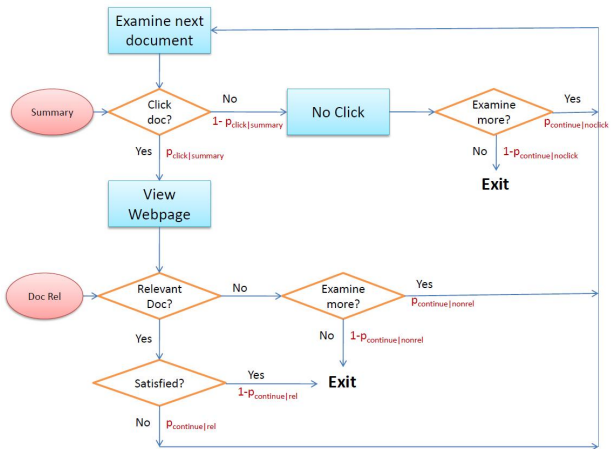 Examine next
document
Summary
Click
doc?
No
1- pclick|summary
No Click
Examine
more?
Yes
pcontinue|noclick
Yes
pclick|summary
No
1-pcontinue|noclick
Exit
View
Webpage
Doc Rel
Relevant
Doc?
No
Examine
more?
Yes
pcontinue|nonrel
Yes
No
1-pcontinue|nonrel
Satisfied?
Yes
1-pcontinue|rel
Exit
No
pcontinue|rel